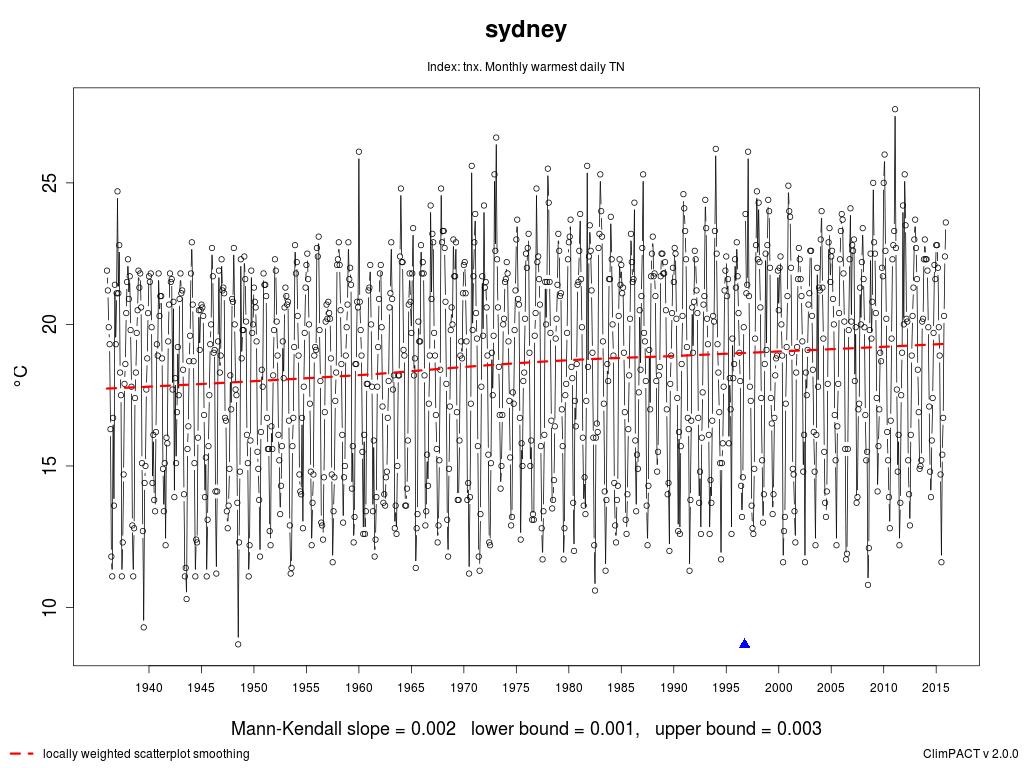 sydney
Index: tnx. Monthly warmest daily TN
25
20
15
10
°C
1940 1945 1950 1955 1960 1965 1970 1975 1980 1985 1990 1995 2000 2005 2010 2015
Mann-Kendall slope = 0.002 lower bound = 0.001, upper bound = 0.003
locally weighted scatterplot smoothing
ClimPACT v 2.0.0